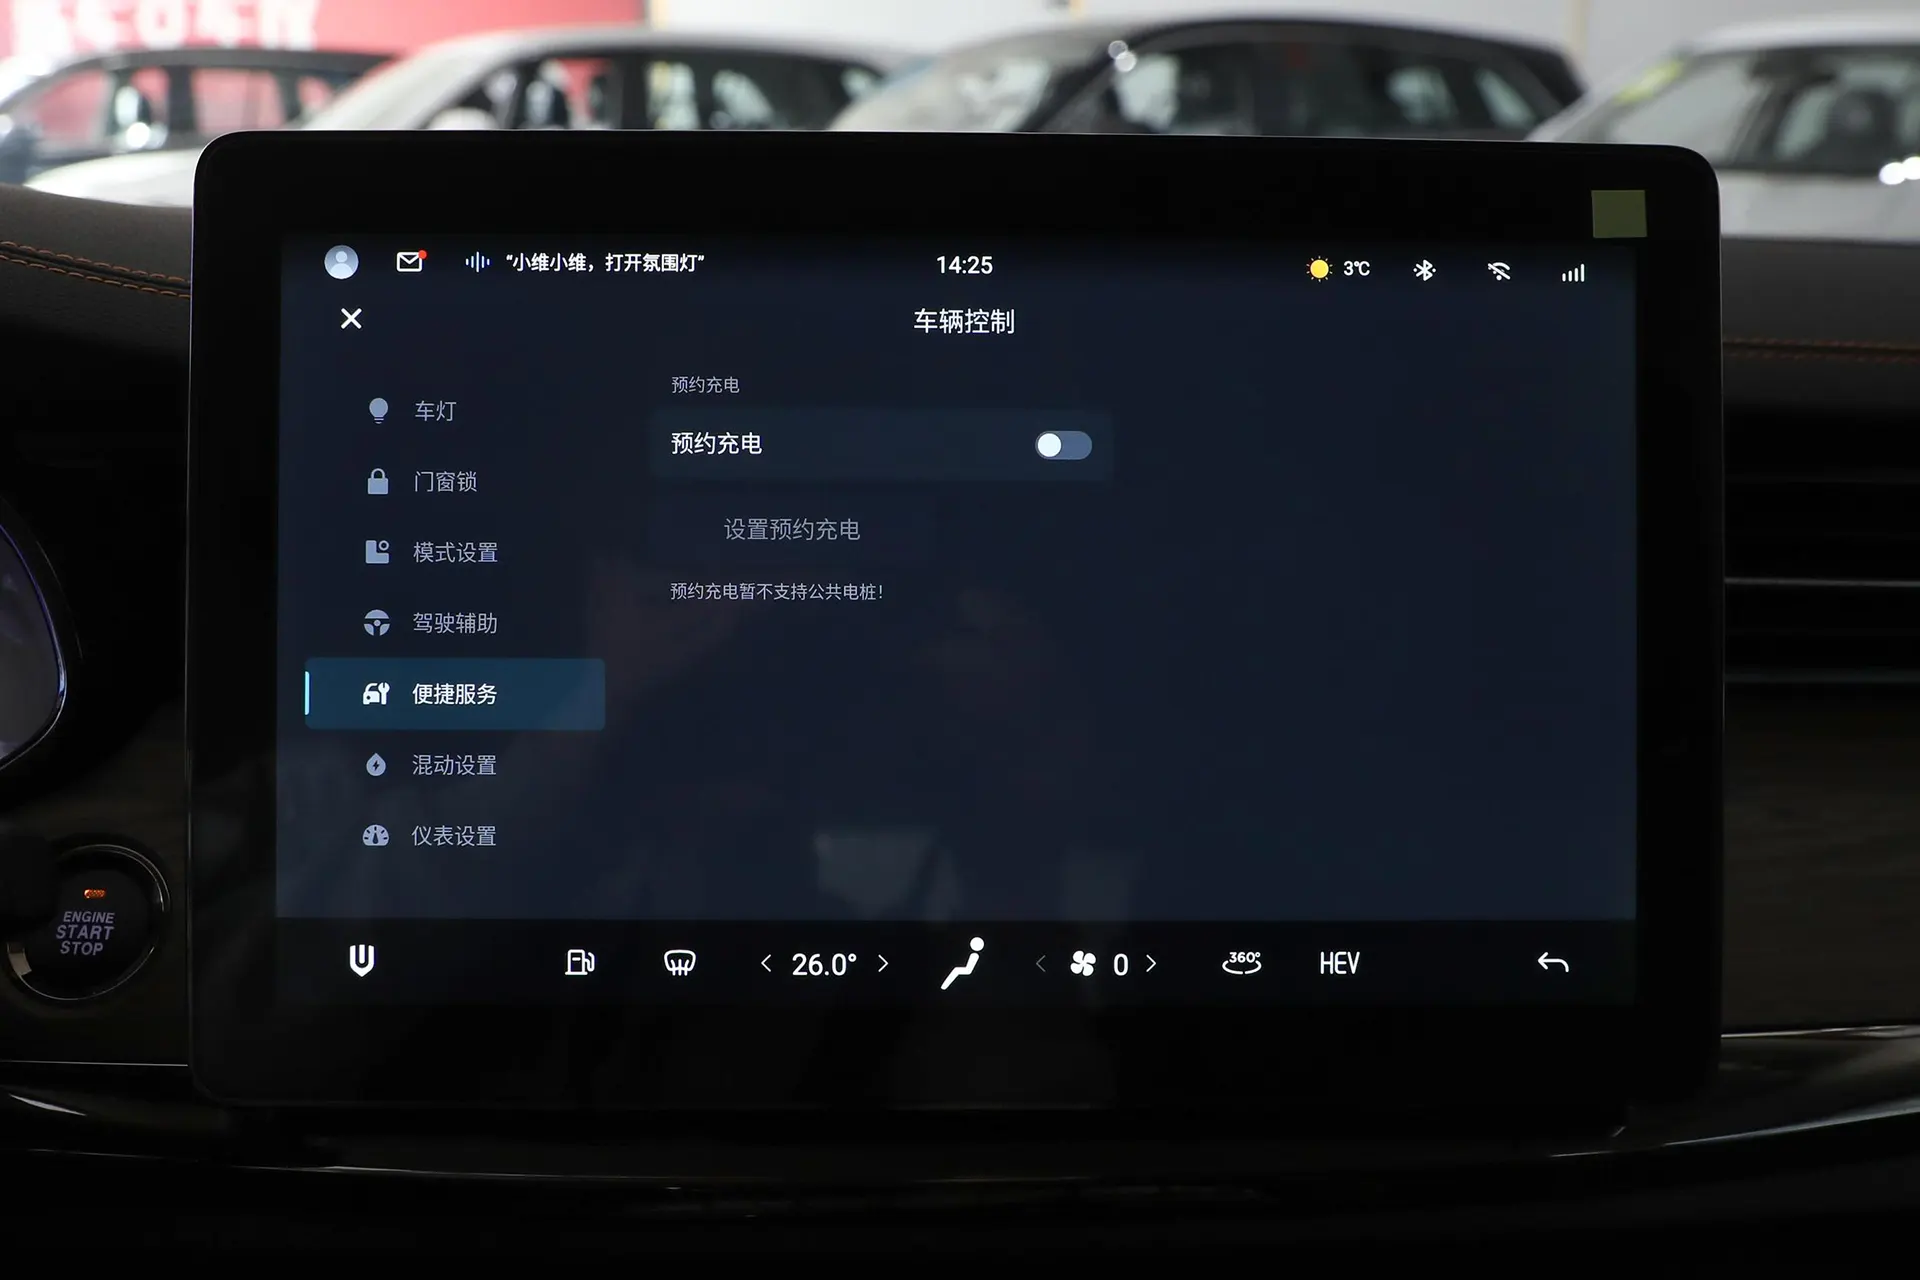 “小维小维，打开氛围灯”
14:25
3℃
车辆控制
预约充电
车灯
预约充电
门窗锁
设置预约充电
模式设置
预约充电暂不支持公共电桩！
驾驶辅助
便捷服务
混动设置
仪表设置
ENGINE
START
STOP
26.0°
0
360°
HEV